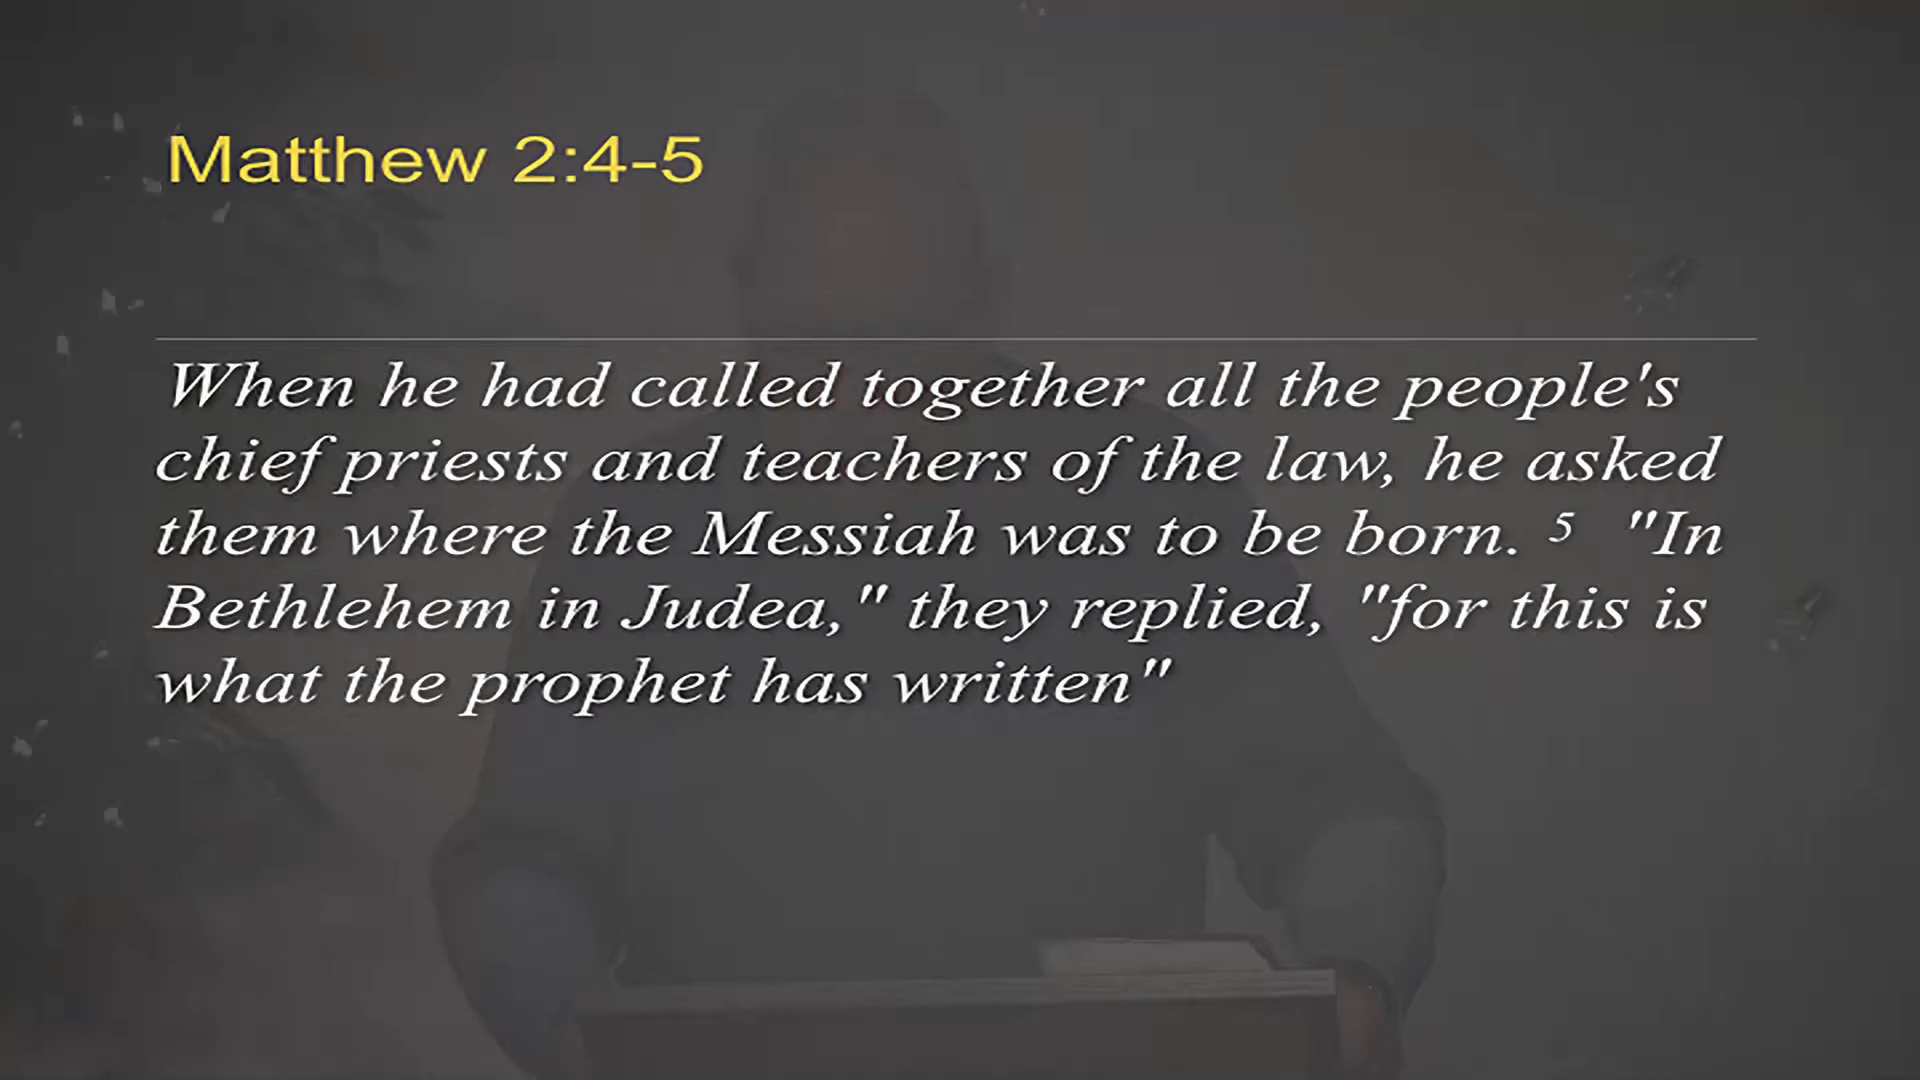 Matthew 2:4-5
When he had called together all the people's
chief priests and teachers of the law, he asked
them where the Messiah was to be born. 5 "In
Bethlehem in Judea," they replied, "for this is
what the prophet has written"